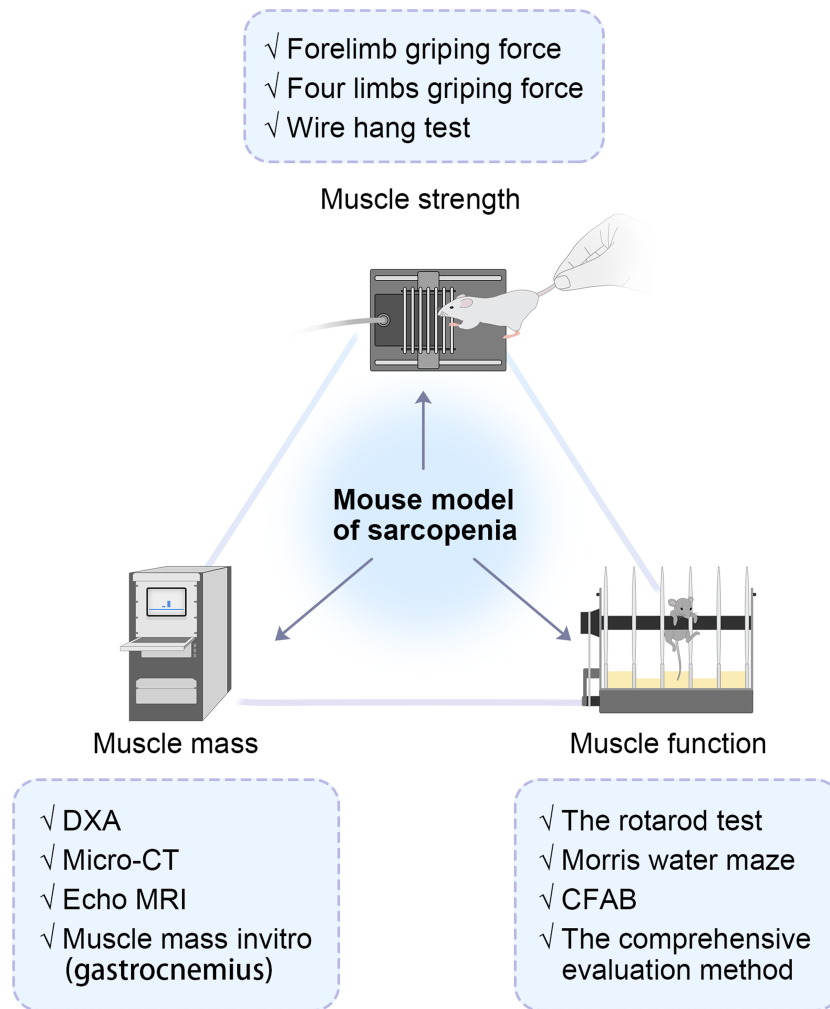 √ Forelimb griping force
√ Four limbs griping force
√ Wire hang test
Muscle strength
Mouse model
of sarcopenia
Muscle mass
√ DXA
√ Micro-CT
√ Echo MRI
√ Muscle mass invitro
(gastrocnemius)
Muscle function
√ The rotarod test
√ Morris water maze
√ CFAB
√ The comprehensive
evaluation method